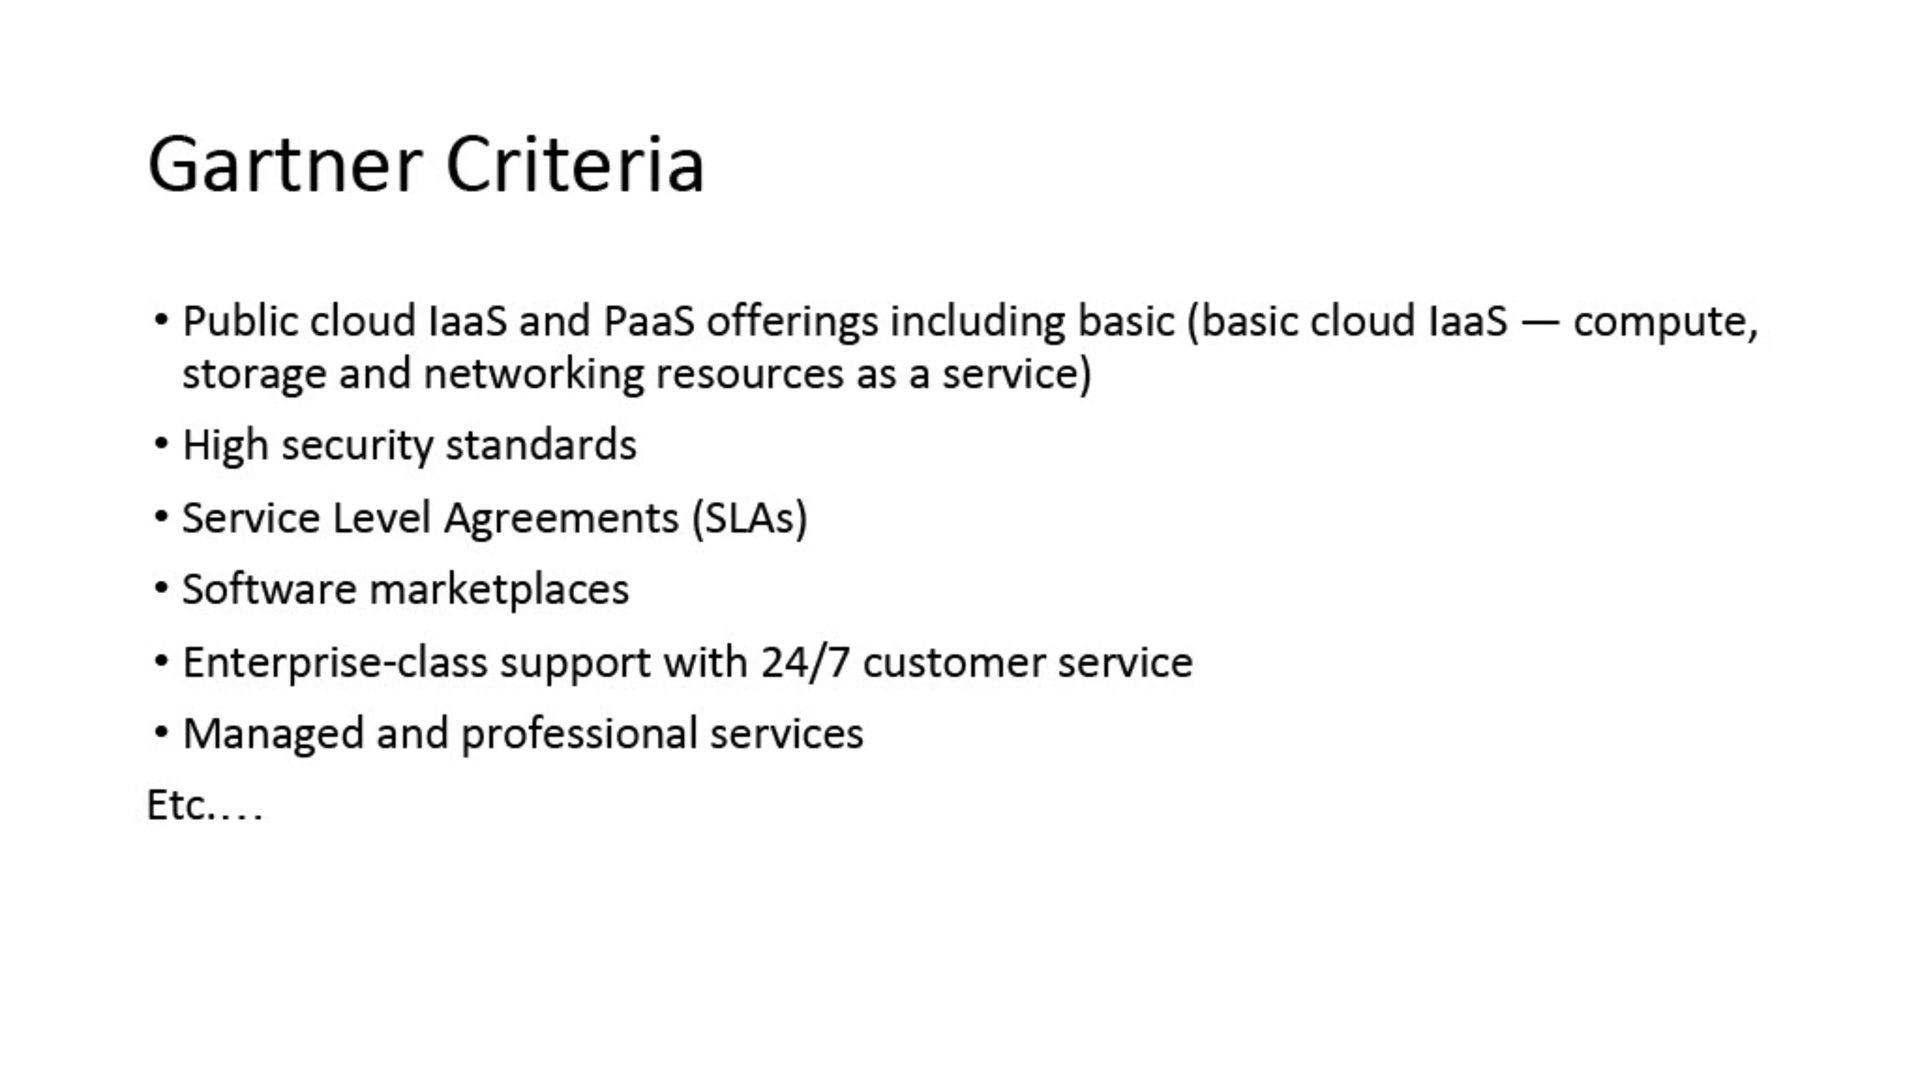 Gartner Criteria
• Public cloud IaaS and PaaS offerings including basic (basic cloud IaaS — compute,
storage and networking resources as a service)
• High security standards
• Service Level Agreements (SLAs)
• Software marketplaces
• Enterprise-class support with 24/7 customer service
• Managed and professional services
Etc....